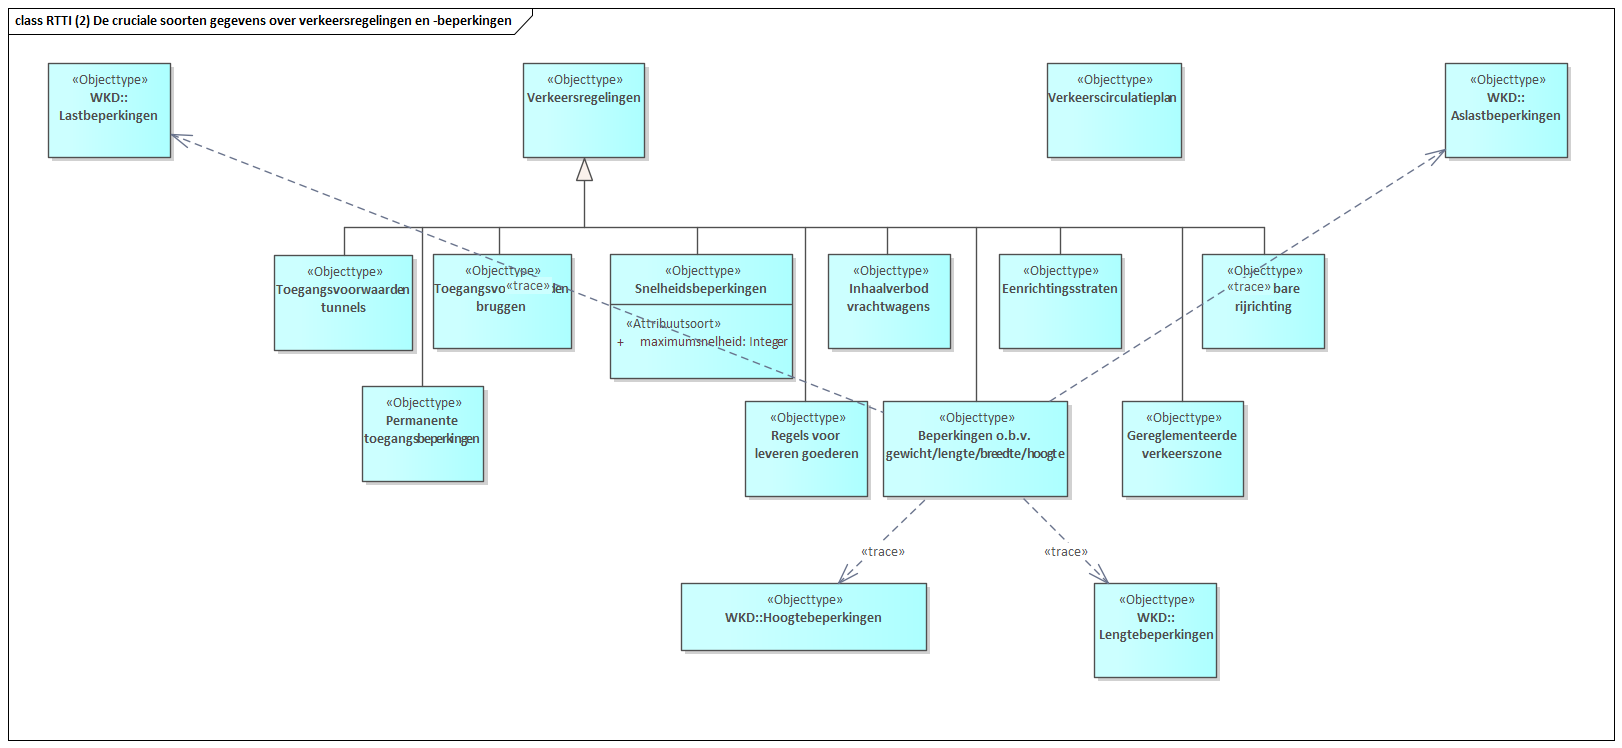 class RTTI (2) De cruciale soorten gegevens over verkeersregelingen en -beperkingen
«Objecttype»
WKD::
Lastbeperkingen
«Objecttype»
Verkeersregelingen
«Objecttype»
Verkeerscirculatieplan
«Objecttype»
WKD::
Aslastbeperkingen
«Objecttype»
Toegangsvoorwaarden
tunnels
«Objecttype»
bruggen
«trace»
«Objecttype»
Snelheidsbeperkingen
«Attribuutsoort»
+ maximumsnelheid: Integer
«Objecttype»
Inhaalverbod
vrachtwagens
«Objecttype»
Eenrichtingsstraten
«Objecttype»
«trace» bare
rijrichting
«Objecttype»
Permanente
toegangsbeperkingen
«Objecttype»
Regels voor
leveren goederen
«Objecttype»
Beperkingen o.b.v.
gewicht/lengte/breedte/hoogte
«Objecttype»
Gereglementeerde
verkeerszone
«trace»
«trace»
«Objecttype»
WKD::Hoogtebeperkingen
«Objecttype»
WKD::
Lengtebeperkingen